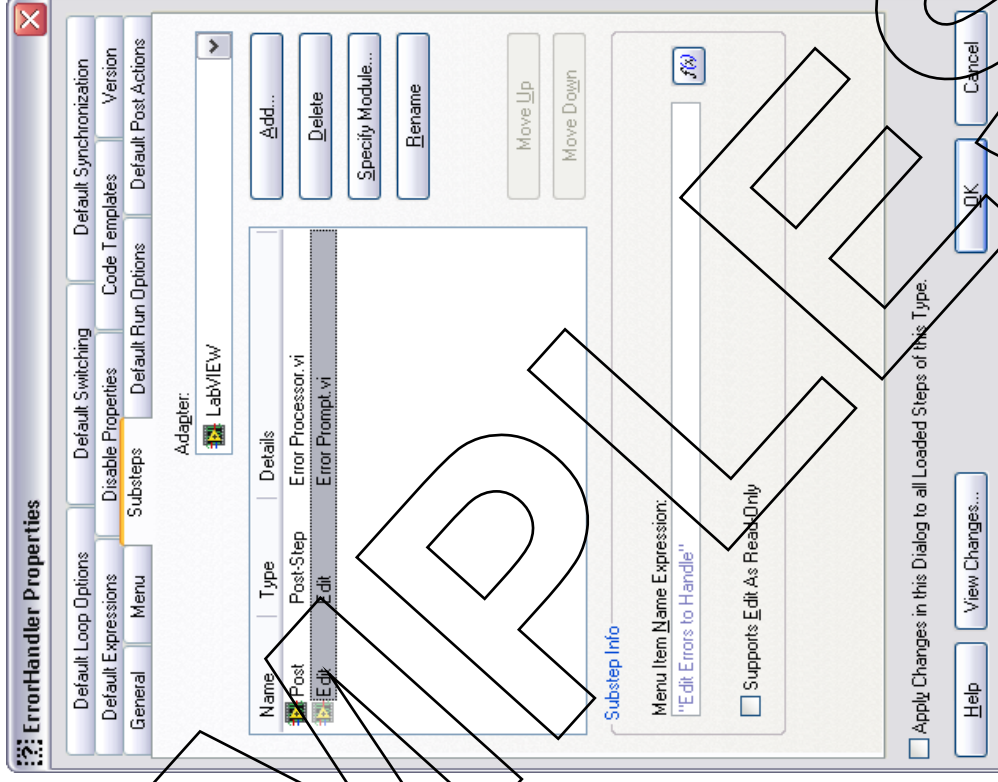 ErrorHandler Properties
Default Loop Options Default Switching Default Synchronization
Default Expressions Disable Properties Code Templates Version
General Menu Substeps Default Run Options Default Post Actions
Adapter:
LabVIEW
Name Type Details
Post Post-Step Error Processor.vi
Edit Edit Error Prompt.vi
Add...
Delete
Specify Module...
Rename
Move Up
Move Down
Substep Info
Menu Item Name Expression:
"Edit Errors to Handle"
f(x)
Supports Edit As Read-Only
Apply Changes in this Dialog to all Loaded Steps of this Type.
Help View Changes... OK Cancel